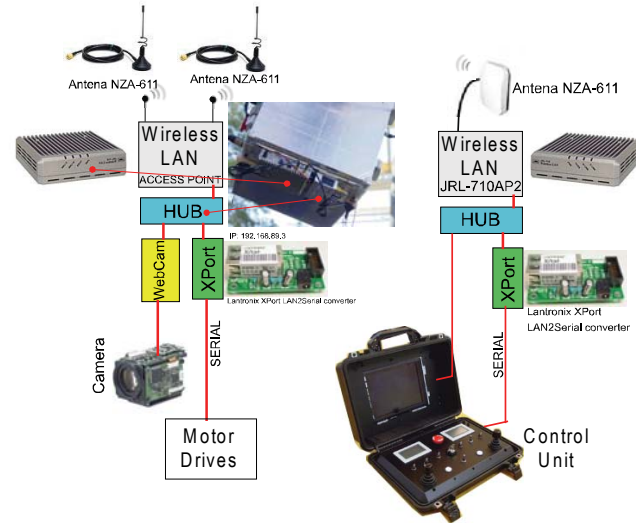 Antena NZA-611
Antena NZA-611
Wireless
LAN
ACCESS POINT
HUB
IP: 192.168.89.3
WebCam
XPort
Lantronix XPort LAN2Serial converter
SERIAL
Camera
Motor
Drives
Antena NZA-611
Wireless
LAN
JRL-710AP2
HUB
XPort
Lantronix XPort
LAN2Serial converter
SERIAL
Control
Unit